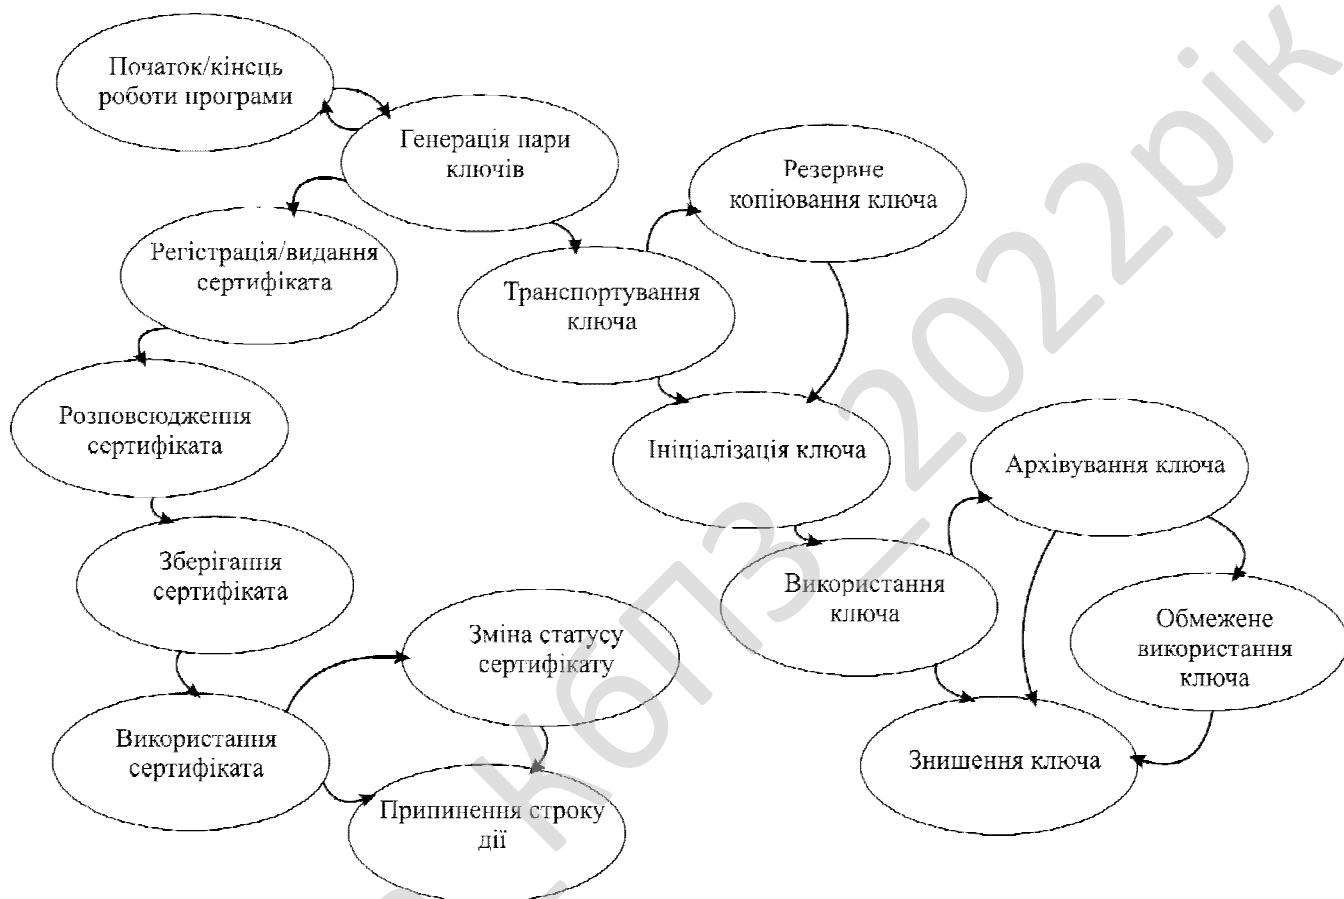 Початок/кінець
роботи програми
Генерація пари
ключів
Резервне
копіювання ключа
Регістрація/видання
сертифіката
Транспортування
ключа
Розповсюдження
сертифіката
Ініціалізація ключа
Архівування ключа
Зберігання
сертифіката
Використання
ключа
Обмежене
використання
ключа
Зміна статусу
сертифікату
Використання
сертифіката
Знищення ключа
Припинення строку
дії
КбПЗ_2022рік